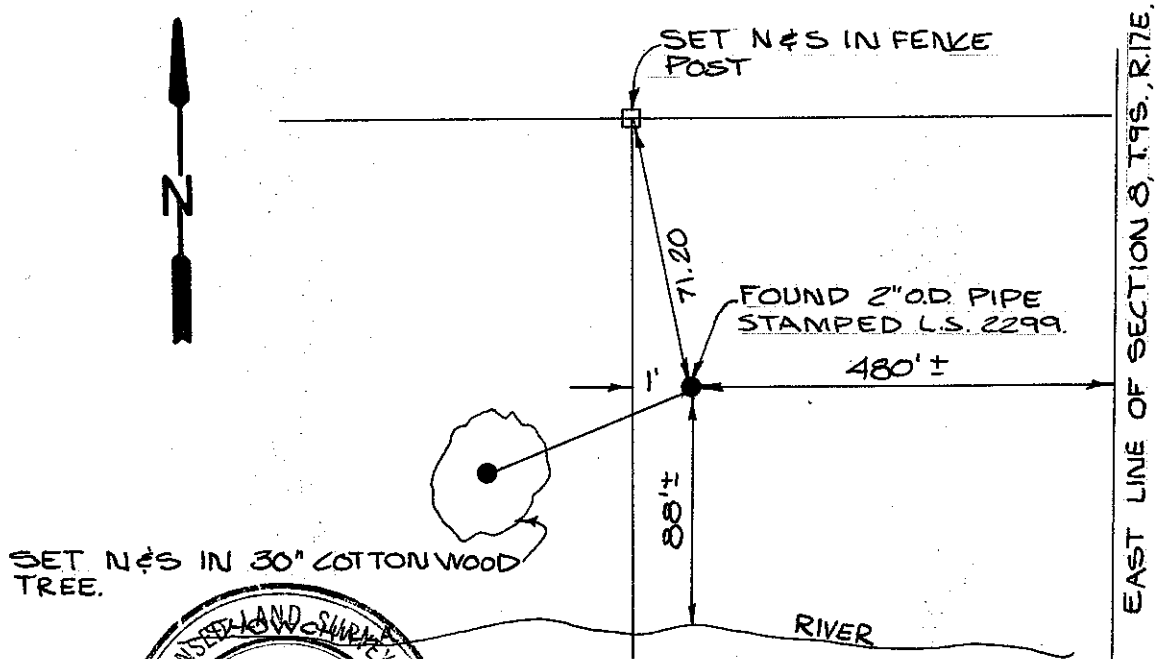 SET N&S IN FENCE
POST
N
71.20
FOUND 2" O.D. PIPE
STAMPED L.S. 2299.
1'
480' ±
88'±
SET N&S IN 30" COTTONWOOD
TREE.
RIVER
EAST LINE OF SECTION 8, T.9S., R.17E.
LAND